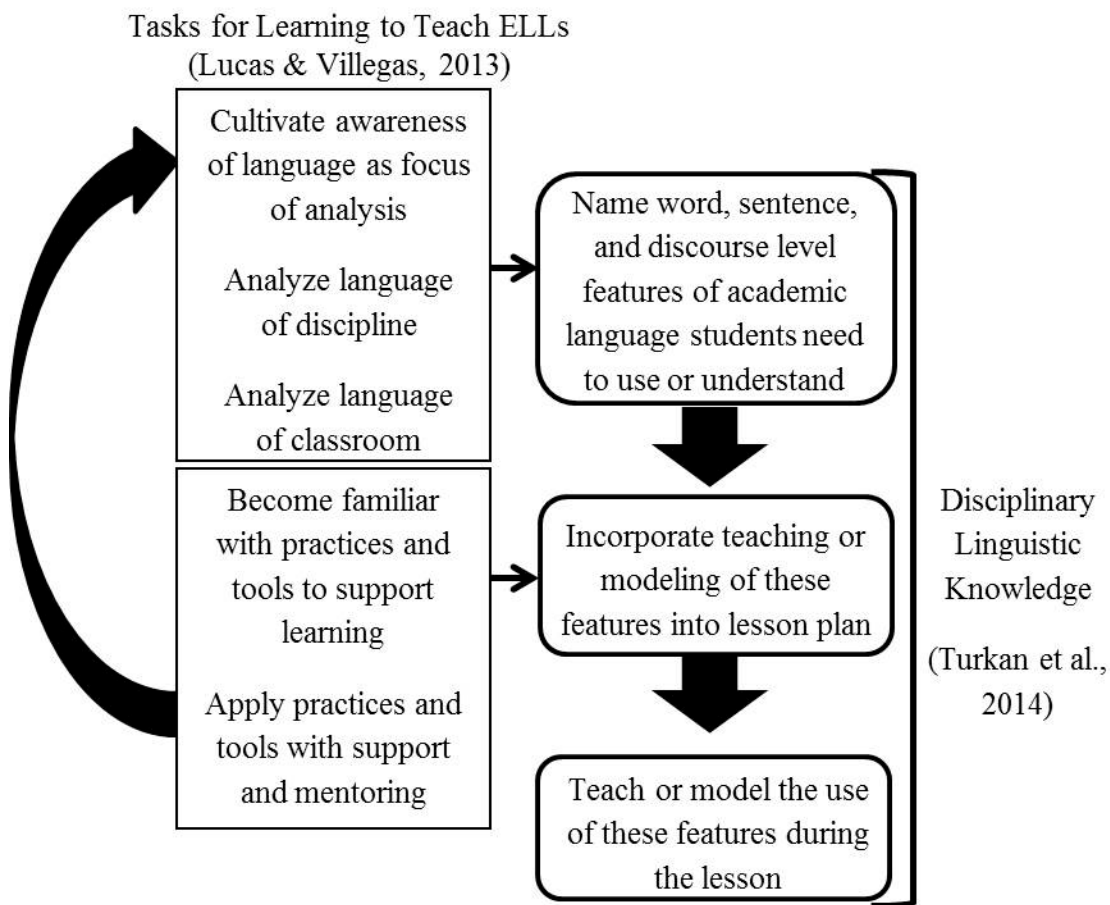 Tasks for Learning to Teach ELLs
(Lucas & Villegas, 2013)
Cultivate awareness
of language as focus
of analysis
Analyze language
of discipline
Analyze language
of classroom
Become familiar
with practices and
tools to support
learning
Apply practices and
tools with support
and mentoring
Name word, sentence,
and discourse level
features of academic
language students need
to use or understand
Incorporate teaching or
modeling of these
features into lesson plan
Teach or model the use
of these features during
the lesson
Disciplinary
Linguistic
Knowledge
(Turkan et al.,
2014)